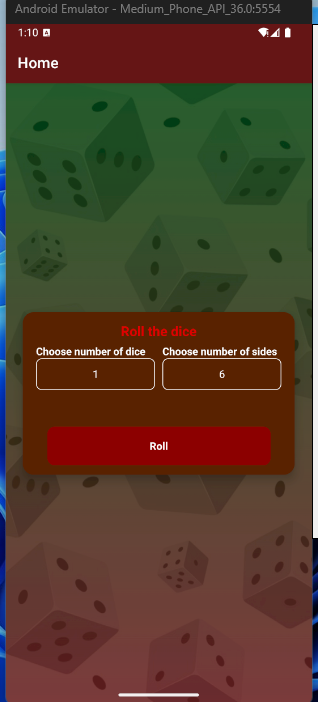 Android Emulator - Medium_Phone_API_36.0:5554
1:10 A
Home
Roll the dice
Choose number of dice Choose number of sides
1 6
Roll